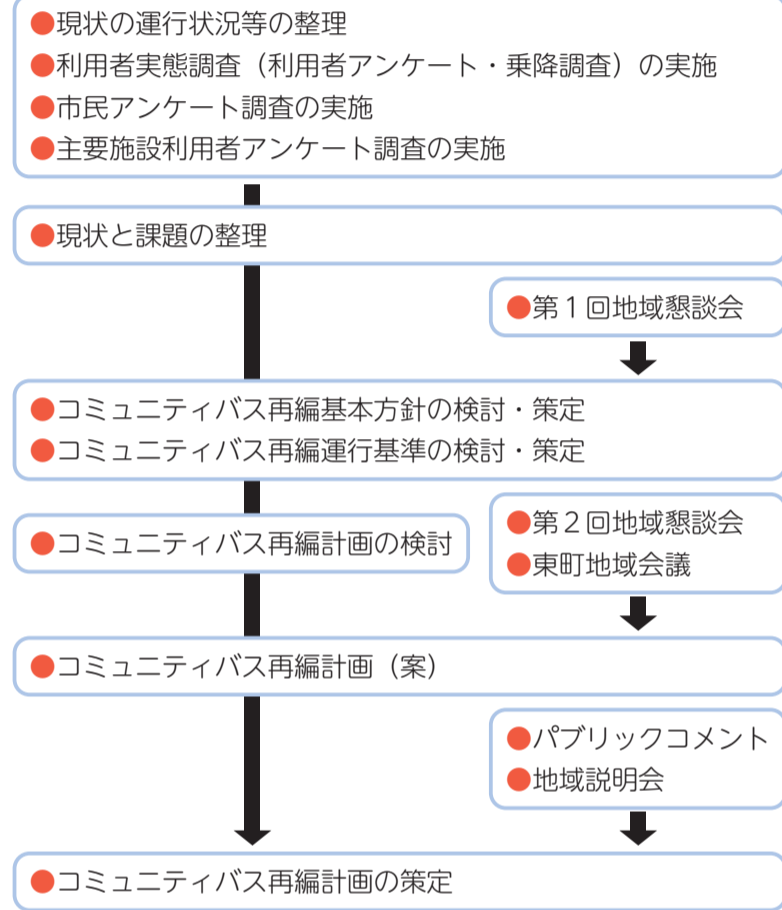 ●現状の運行状況等の整理
●利用者実態調査（利用者アンケート・乗降調査）の実施
●市民アンケート調査の実施
●主要施設利用者アンケート調査の実施
●現状と課題の整理
●第１回地域懇談会
●コミュニティバス再編基本方針の検討・策定
●コミュニティバス再編運行基準の検討・策定
●コミュニティバス再編計画の検討
●第２回地域懇談会
●東町地域会議
●コミュニティバス再編計画（案）
●パブリックコメント
●地域説明会
●コミュニティバス再編計画の策定